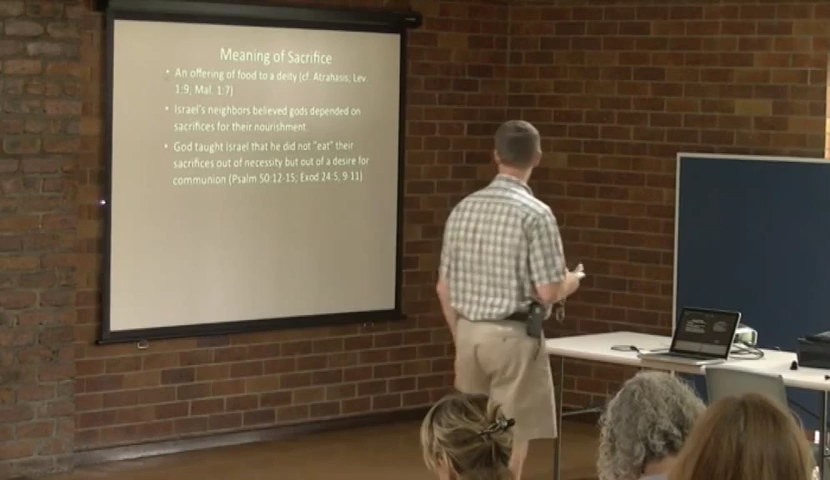 Meaning of Sacrifice
• An offering of food to a deity (cf. Atrahasis; Lev.
1:9, Mal. 1:7)
• Israel's neighbors believed gods depended on
sacrifices for their nourishment.
• God taught Israel that he did not "eat" their
sacrifices out of necessity but out of a desire for
communion (Psalm 50:12-15; Exod 24:5, 9-11)